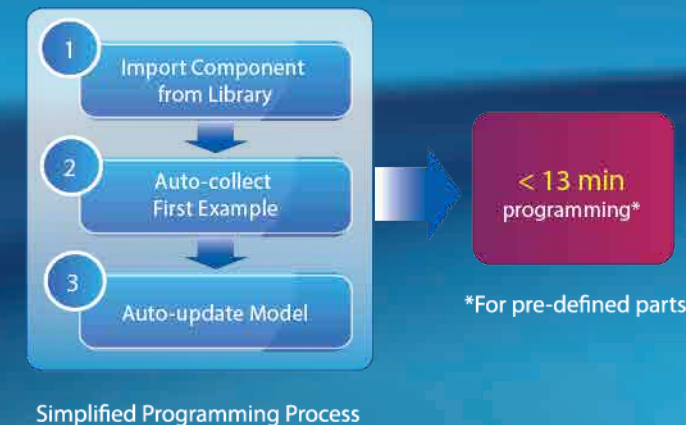 1
Import Component
from Library
2
Auto-collect
First Example
3
Auto-update Model
Simplified Programming Process
< 13 min
programming*
*For pre-defined parts